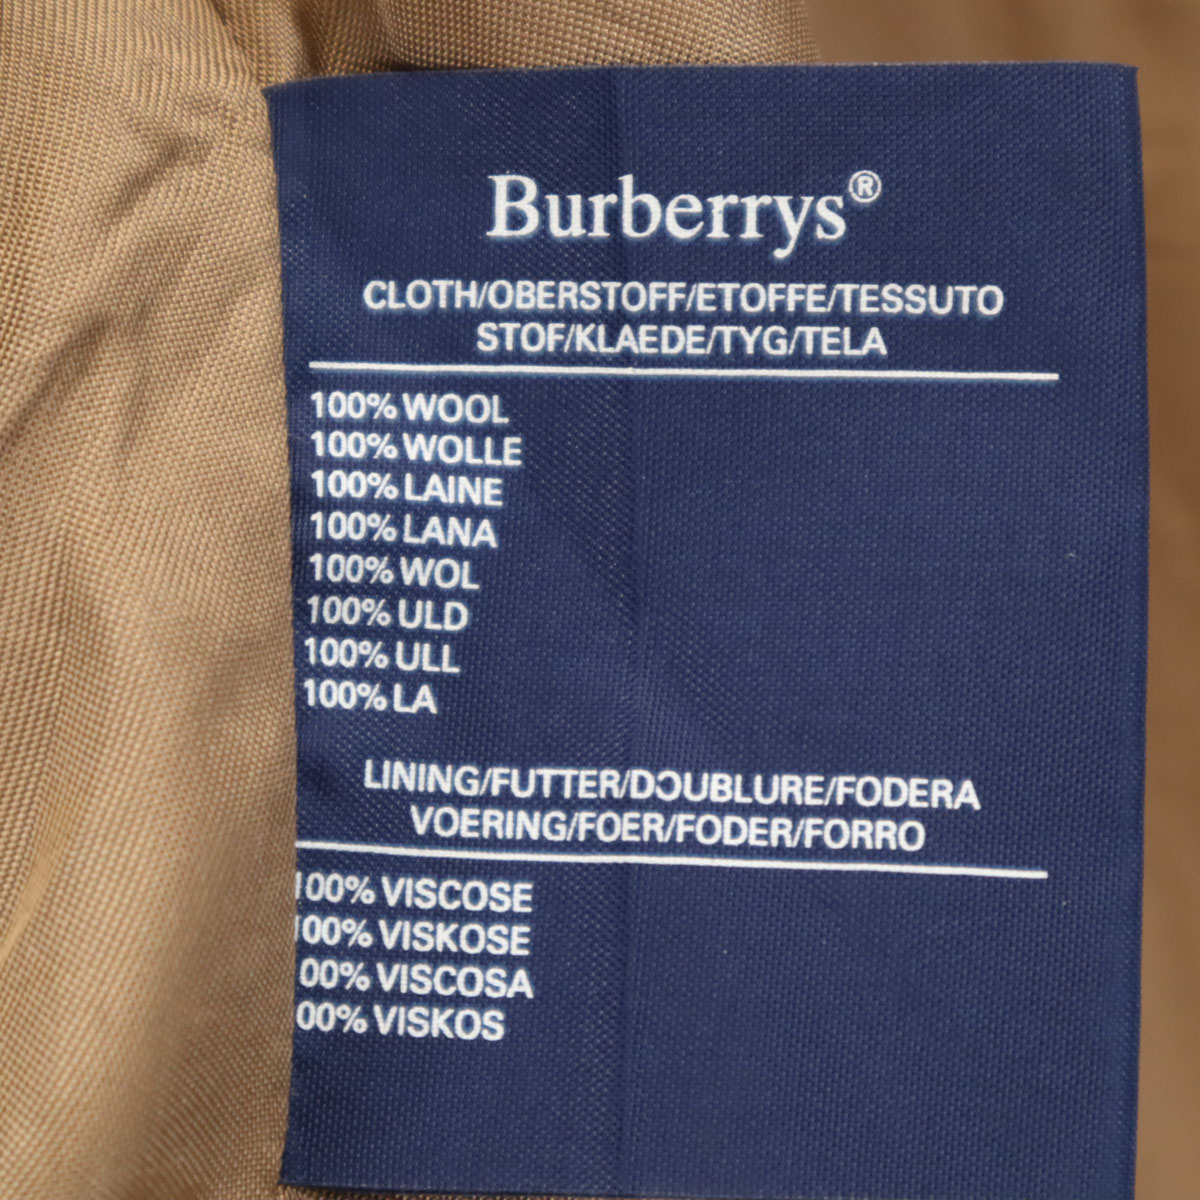 Burberrys®
CLOTH/OBERSTOFF/ETOFFE/TESSUTO
STOF/KLAEDE/TYG/TELA
100% WOOL
100% WOLLE
100% LAINE
100% LANA
100% WOL
100% ULD
100% ULL
100% LA
LINING/FUTTER/DOUBLURE/FODERA
VOERING/FOER/FODER/FORRO
100% VISCOSE
100% VISKOSE
00% VISCOSA
00% VISKOS